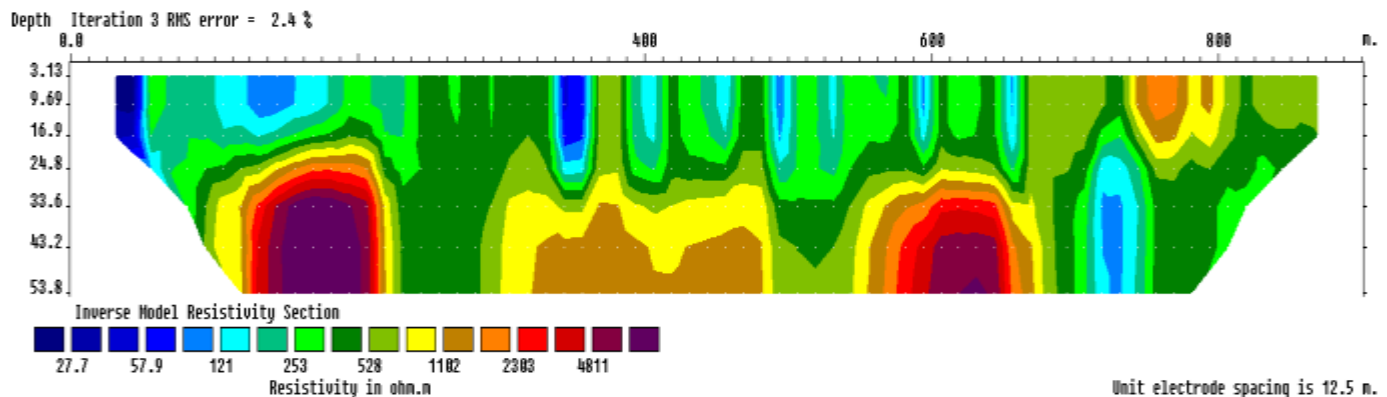 Depth Iteration 3 RMS error = 2.4 %
0.0 400 600 800 m.
3.13
9.69
16.9
24.8
33.6
43.2
53.8
Inverse Model Resistivity Section
27.7 57.9 121 253 528 1102 2303 4811
Resistivity in ohm.m
Unit electrode spacing is 12.5 m.